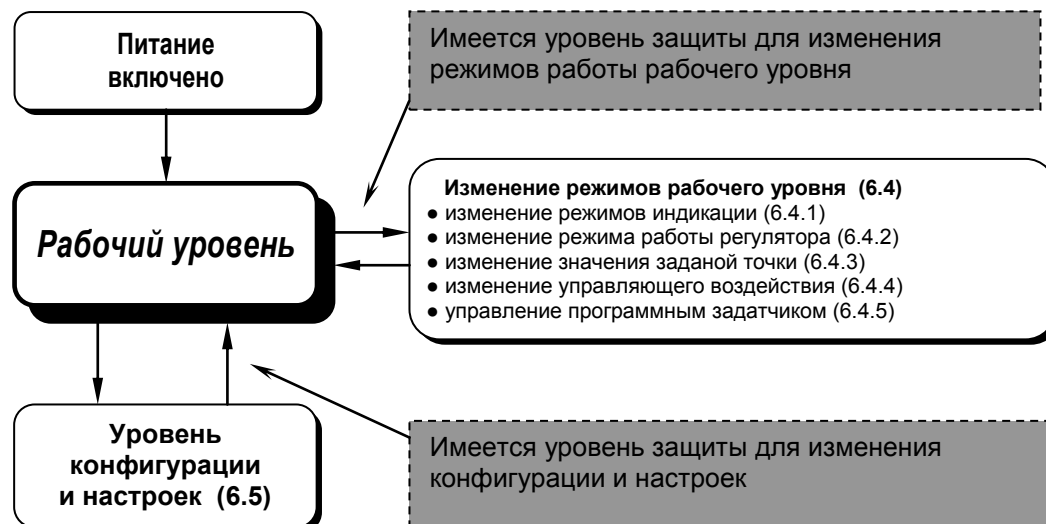 Питание
включено
Имеется уровень защиты для изменения
режимов работы рабочего уровня
Рабочий уровень
Изменение режимов рабочего уровня (6.4)
● изменение режимов индикации (6.4.1)
● изменение режима работы регулятора (6.4.2)
● изменение значения заданой точки (6.4.3)
● изменение управляющего воздействия (6.4.4)
● управление программным задатчиком (6.4.5)
Уровень
конфигурации
и настроек (6.5)
Имеется уровень защиты для изменения
конфигурации и настроек